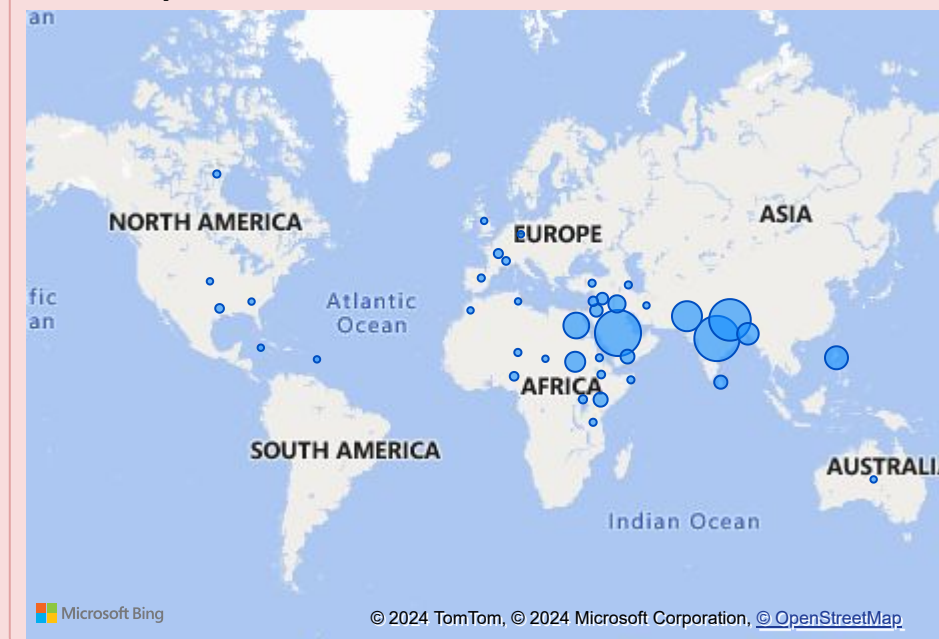 an
NORTH AMERICA
EUROPE
ASIA
fic
an
Atlantic
Ocean
AFRICA
SOUTH AMERICA
AUSTRALI
Indian Ocean
Microsoft Bing
© 2024 TomTom, © 2024 Microsoft Corporation, © OpenStreetMap